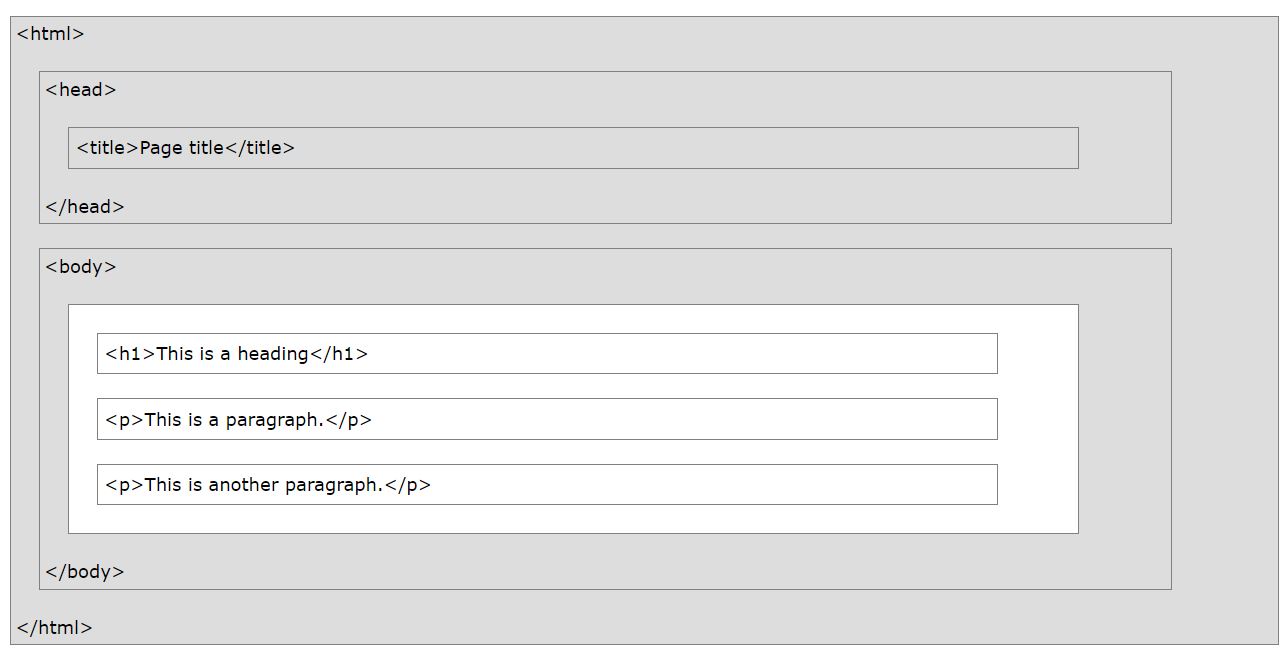 <html>
<head>
<title>Page title</title>
</head>
<body>
<h1>This is a heading</h1>
<p>This is a paragraph.</p>
<p>This is another paragraph.</p>
</body>
</html>